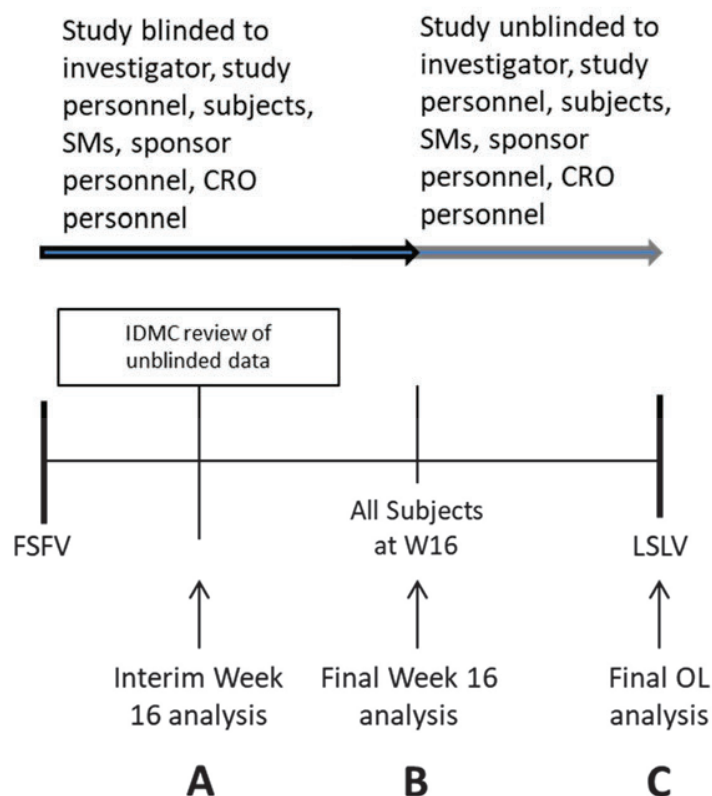 Study blinded to
investigator, study
personnel, subjects,
SMs, sponsor
personnel, CRO
personnel
Study unblinded to
investigator, study
personnel, subjects,
SMs, sponsor
personnel, CRO
personnel
IDMC review of
unblinded data
FSFV
All Subjects
at W16
LSLV
Interim Week
16 analysis
Final Week 16
analysis
Final OL
analysis
A
B
C